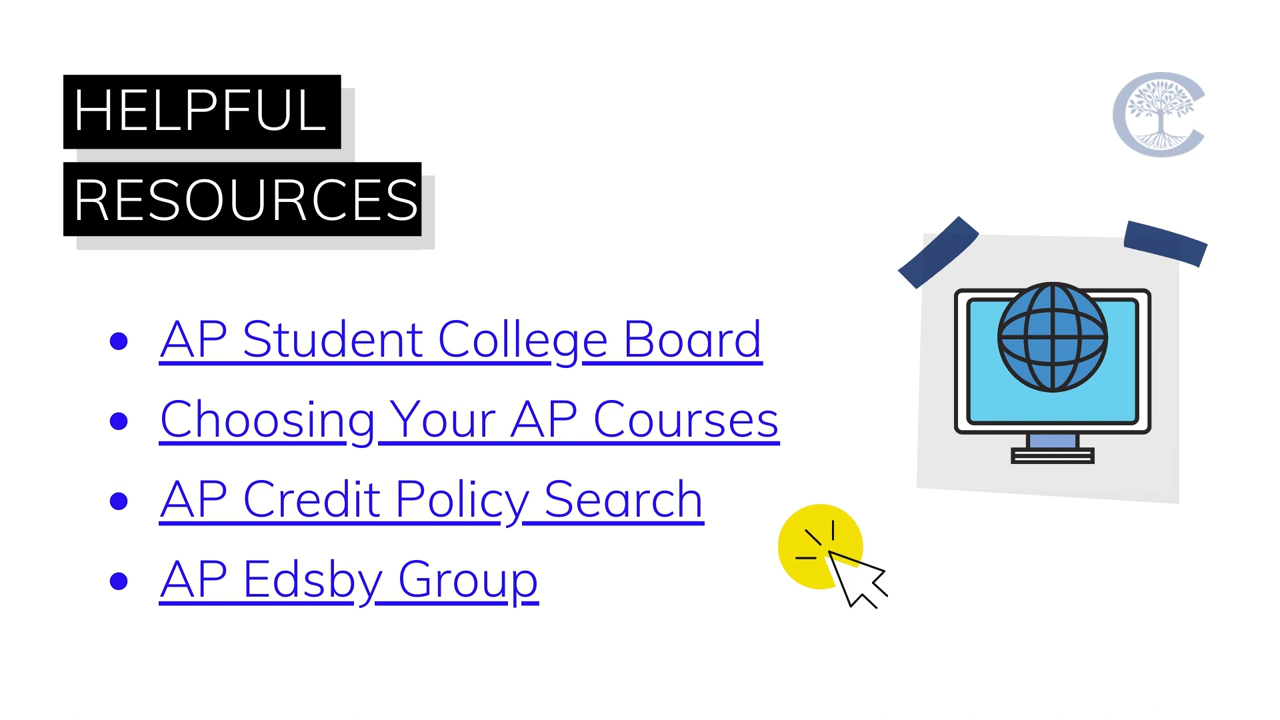 HELPFUL
RESOURCES
AP Student College Board
Choosing Your AP Courses
AP Credit Policy Search
AP Edsby Group